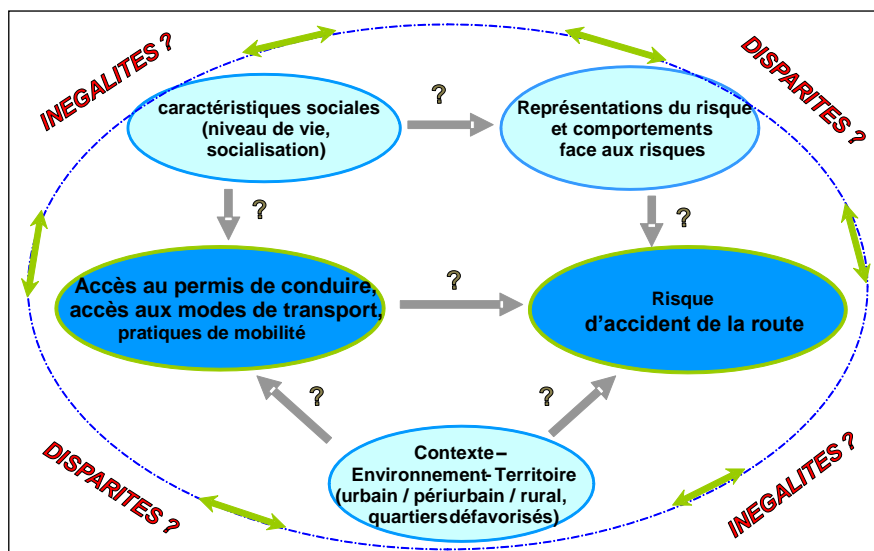 INEGALITES ?
DISPARITES ?
caractéristiques sociales
(niveau de vie,
socialisation)
?
Représentations du risque
et comportements
face aux risques
?
?
Accès au permis de conduire,
accès aux modes de transport,
pratiques de mobilité
?
Risque
d'accident de la route
?
?
Contexte–
Environnement- Territoire
(urbain / périurbain / rural,
quartiers défavorisés)
DISPARITES ?
INEGALITES ?